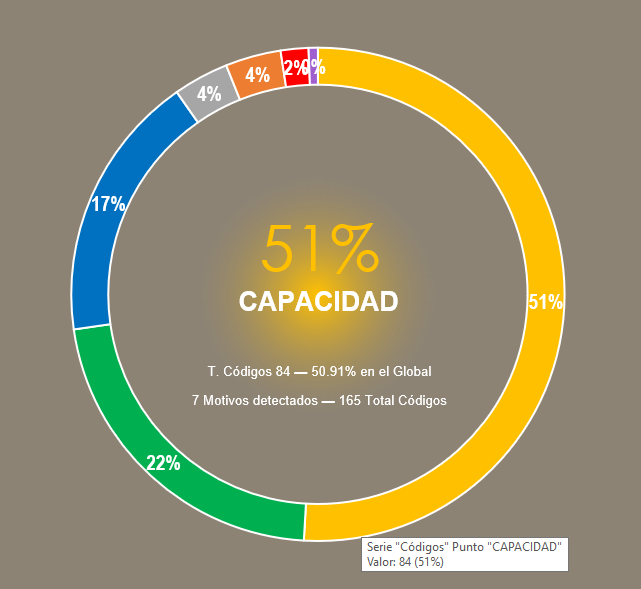 2%
0%
4%
4%
17%
51%
CAPACIDAD
51%
T. Códigos 84 — 50.91% en el Global
7 Motivos detectados — 165 Total Códigos
22%
Serie "Códigos" Punto "CAPACIDAD"
Valor: 84 (51%)